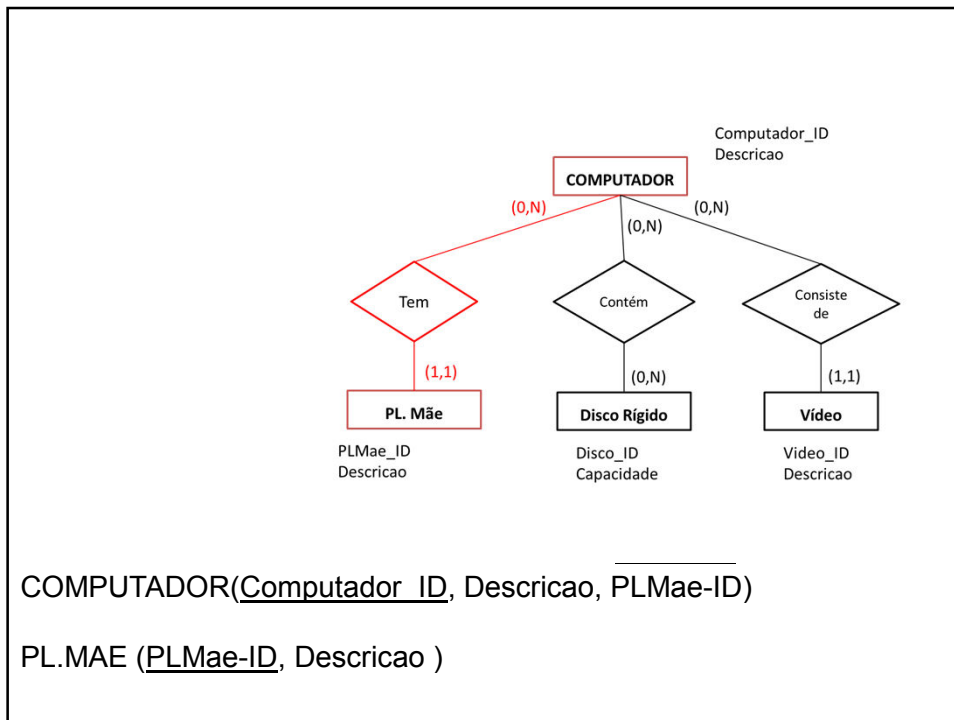 Computador_ID
Descricao
COMPUTADOR
(0,N)
(0,N)
(0,N)
Tem
Contém
Consiste
de
(1,1)
(0,N)
(1,1)
PL. Mãe
Disco Rígido
Vídeo
PLMae_ID
Descricao
Disco_ID
Capacidade
Video_ID
Descricao
COMPUTADOR(Computador_ID, Descricao, PLMae-ID)
PL.MAE (PLMae-ID, Descricao )